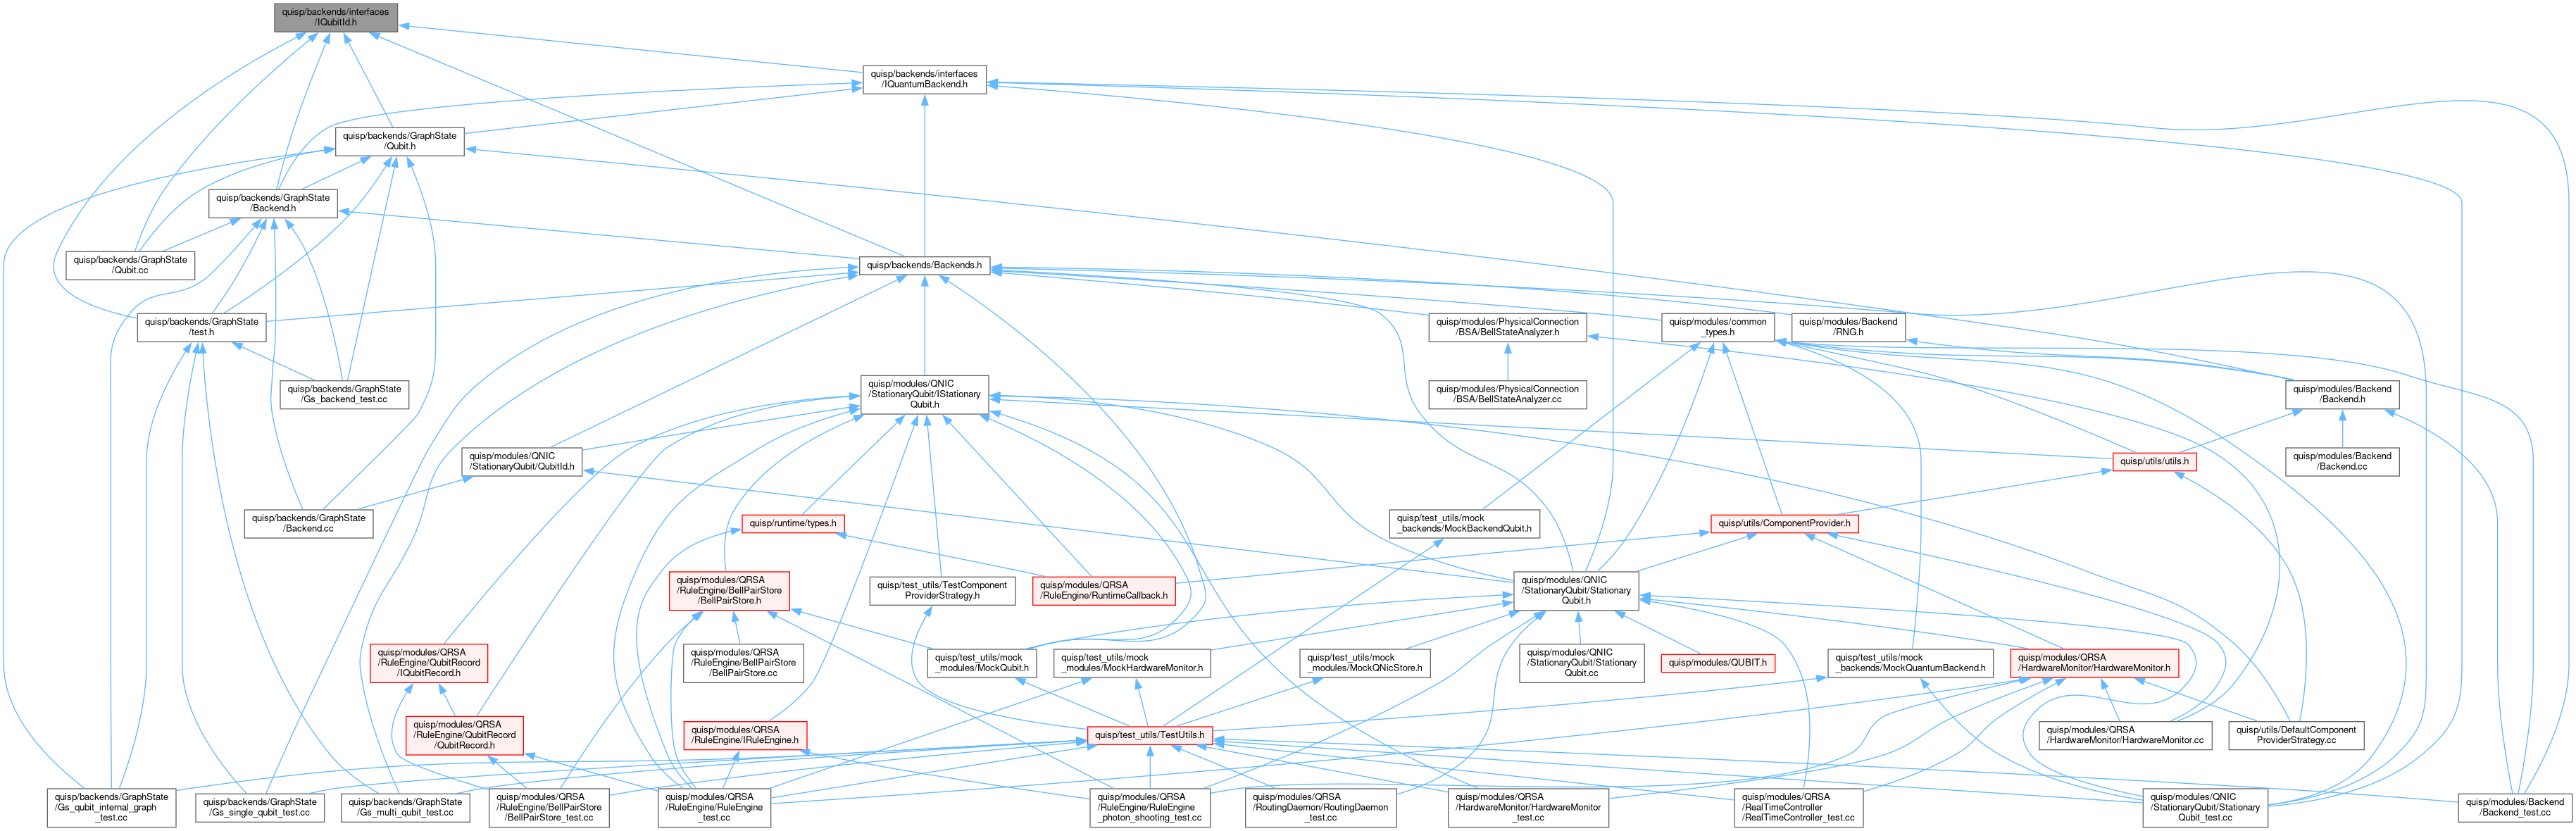 quisp/backends/interfaces
/IQubitId.h
quisp/backends/interfaces
/IQuantumBackend.h
quisp/backends/GraphState
/Qubit.h
quisp/backends/GraphState
/Backend.h
quisp/backends/GraphState
/Qubit.cc
quisp/backends/Backends.h
quisp/backends/GraphState
/test.h
quisp/modules/PhysicalConnection
/BSA/BellStateAnalyzer.h
quisp/modules/common
_types.h
quisp/modules/Backend
/RNG.h
quisp/backends/GraphState
/Gs_backend_test.cc
quisp/modules/QNIC
/StationaryQubit/IStationary
Qubit.h
quisp/modules/PhysicalConnection
/BSA/BellStateAnalyzer.cc
quisp/modules/Backend
/Backend.h
quisp/modules/QNIC
/StationaryQubit/QubitId.h
quisp/utils/utils.h
quisp/modules/Backend
/Backend.cc
quisp/backends/GraphState
/Backend.cc
quisp/runtime/types.h
quisp/test_utils/mock
_backends/MockBackendQubit.h
quisp/utils/ComponentProvider.h
quisp/modules/QRSA
/RuleEngine/BellPairStore
/BellPairStore.h
quisp/test_utils/TestComponent
ProviderStrategy.h
quisp/modules/QRSA
/RuleEngine/RuntimeCallback.h
quisp/modules/QNIC
/StationaryQubit/Stationary
Qubit.h
quisp/modules/QRSA
/RuleEngine/QubitRecord
/IQubitRecord.h
quisp/modules/QRSA
/RuleEngine/BellPairStore
/BellPairStore.cc
quisp/test_utils/mock
_modules/MockQubit.h
quisp/test_utils/mock
_modules/MockHardwareMonitor.h
quisp/test_utils/mock
_modules/MockQNicStore.h
quisp/modules/QNIC
/StationaryQubit/Stationary
Qubit.cc
quisp/modules/QUBIT.h
quisp/test_utils/mock
_backends/MockQuantumBackend.h
quisp/modules/QRSA
/HardwareMonitor/HardwareMonitor.h
quisp/modules/QRSA
/RuleEngine/QubitRecord
/QubitRecord.h
quisp/modules/QRSA
/RuleEngine/IRuleEngine.h
quisp/test_utils/TestUtils.h
quisp/modules/QRSA
/HardwareMonitor/HardwareMonitor.cc
quisp/utils/DefaultComponent
ProviderStrategy.cc
quisp/backends/GraphState
/Gs_qubit_internal_graph
_test.cc
quisp/backends/GraphState
/Gs_single_qubit_test.cc
quisp/backends/GraphState
/Gs_multi_qubit_test.cc
quisp/modules/QRSA
/RuleEngine/BellPairStore
/BellPairStore_test.cc
quisp/modules/QRSA
/RuleEngine/RuleEngine
_test.cc
quisp/modules/QRSA
/RuleEngine/RuleEngine
_photon_shooting_test.cc
quisp/modules/QRSA
/RoutingDaemon/RoutingDaemon
_test.cc
quisp/modules/QRSA
/HardwareMonitor/HardwareMonitor
_test.cc
quisp/modules/QRSA
/RealTimeController
/RealTimeController_test.cc
quisp/modules/QNIC
/StationaryQubit/Stationary
Qubit_test.cc
quisp/modules/Backend
/Backend_test.cc